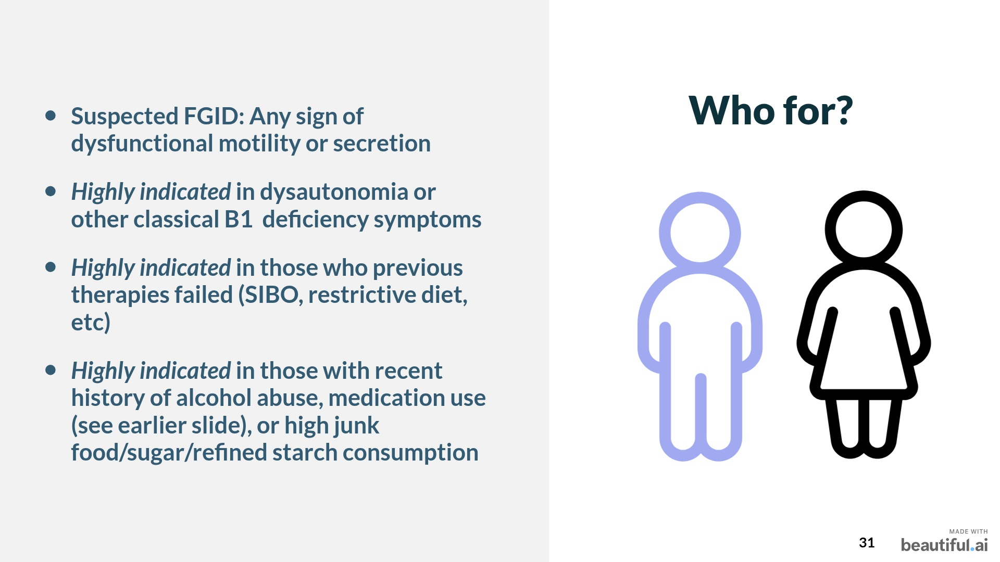 • Suspected FGID: Any sign of
dysfunctional motility or secretion
• Highly indicated in dysautonomia or
other classical B1  deficiency symptoms
• Highly indicated in those who previous
therapies failed (SIBO, restrictive diet,
etc)
• Highly indicated in those with recent
history of alcohol abuse, medication use
(see earlier slide), or high junk
food/sugar/refined starch consumption
Who for?
31
MADE WITH
beautiful.ai